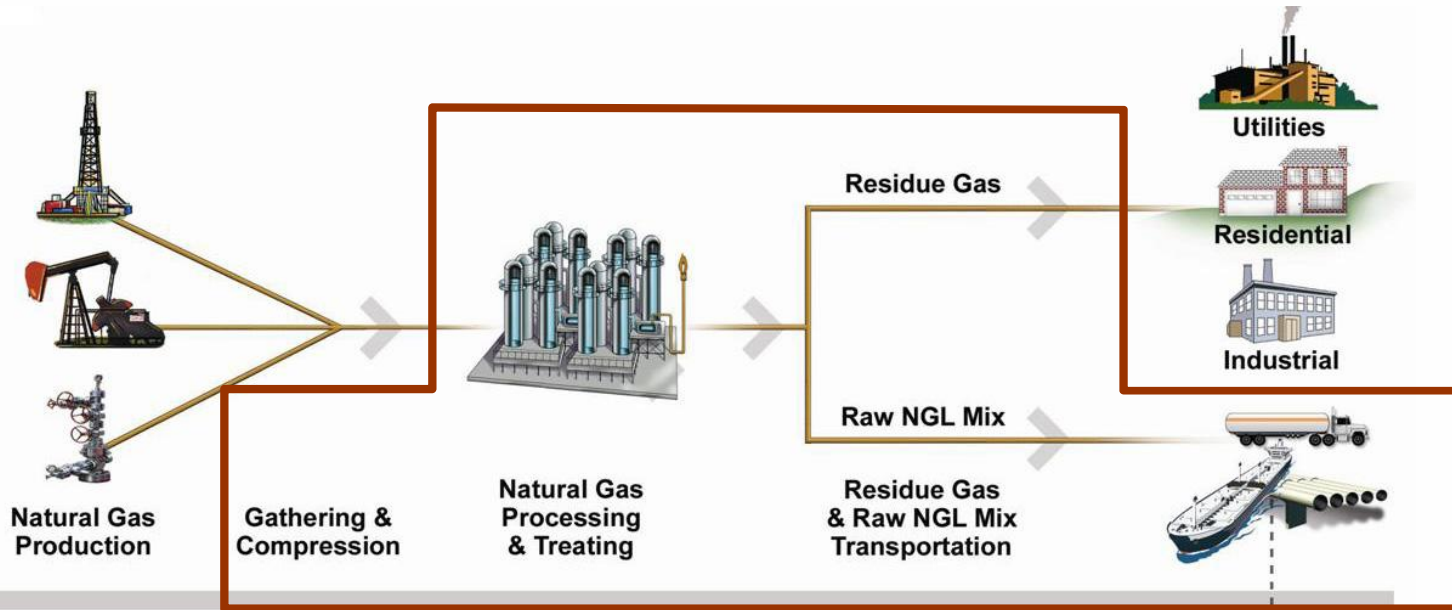 Utilities
Residue Gas
Residential
Industrial
Raw NGL Mix
Natural Gas
Production
Gathering &
Compression
Natural Gas
Processing
& Treating
Residue Gas
& Raw NGL Mix
Transportation